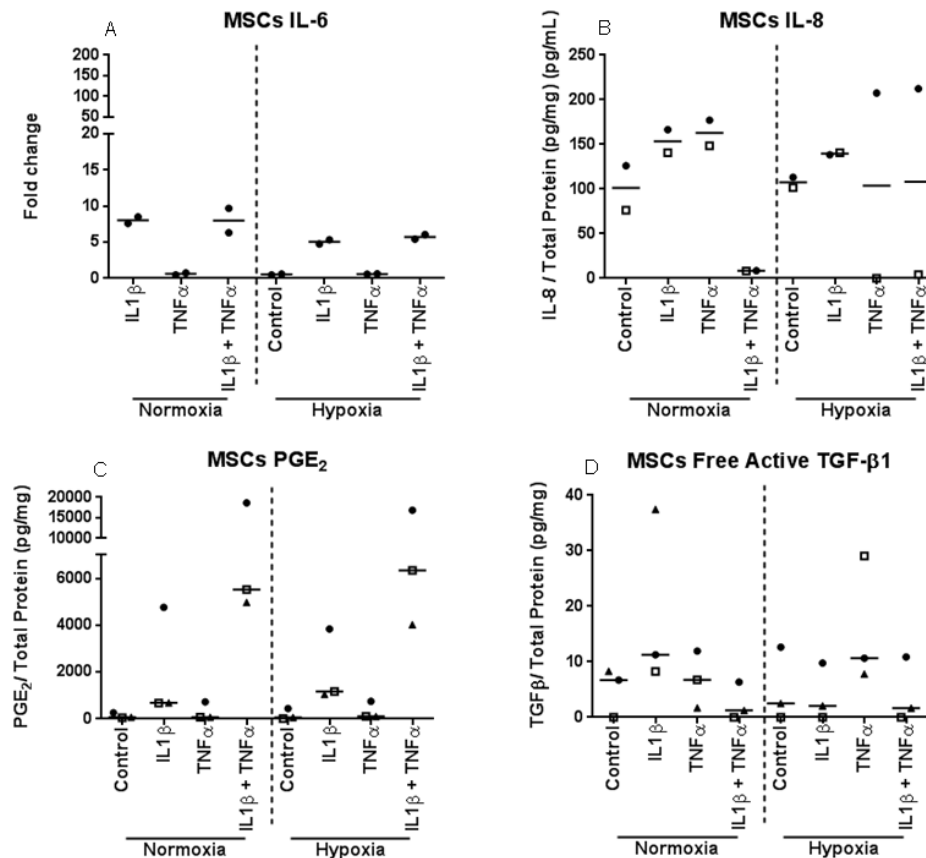 A
MSCs IL-6
Fold change
200
150
100
50
20
15
10
5
0
IL1β
TNFα
IL1β + TNFα
Control
IL1β
TNFα
IL1β + TNFα
Normoxia
Hypoxia
B
MSCs IL-8
IL-8 / Total Protein (pg/mg) (pg/mL)
250
200
150
100
50
0
Control
IL1β
TNFα
IL1β + TNFα
Control
IL1β
TNFα
IL1β + TNFα
Normoxia
Hypoxia
C
MSCs PGE₂
PGE₂/ Total Protein (pg/mg)
20000
15000
10000
6000
4000
2000
0
Control
IL1β
TNFα
IL1β + TNFα
Control
IL1β
TNFα
IL1β + TNFα
Normoxia
Hypoxia
D
MSCs Free Active TGF-β1
TGFβ/ Total Protein (pg/mg)
40
30
20
10
0
Control
IL1β
TNFα
IL1β + TNFα
Control
IL1β
TNFα
IL1β + TNFα
Normoxia
Hypoxia